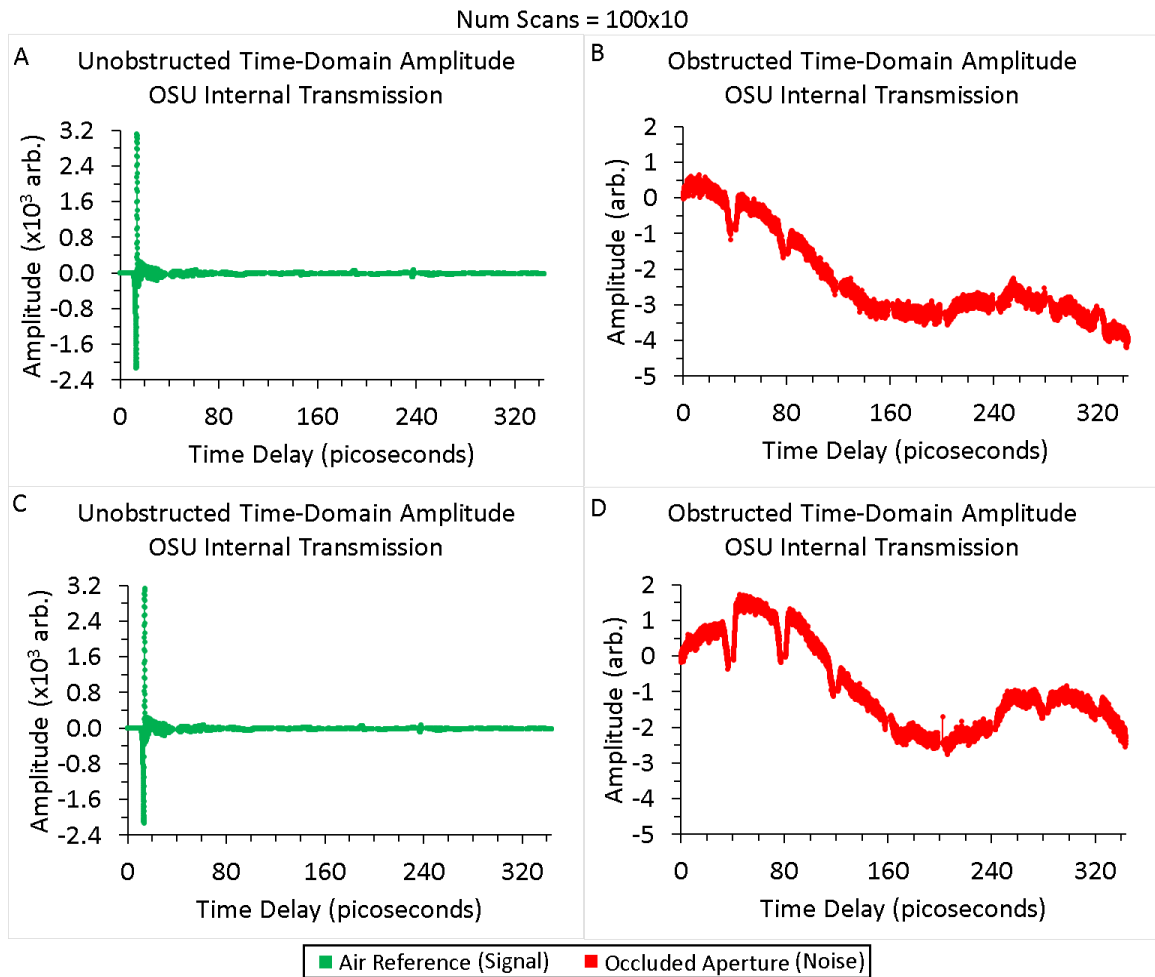 Num Scans = 100x10
A
Unobstructed Time-Domain Amplitude
OSU Internal Transmission
Amplitude (x10³ arb.)
3.2
2.4
1.6
0.8
0.0
-0.8
-1.6
-2.4
0 80 160 240 320
Time Delay (picoseconds)
B
Obstructed Time-Domain Amplitude
OSU Internal Transmission
Amplitude (arb.)
2
1
0
-1
-2
-3
-4
-5
0 80 160 240 320
Time Delay (picoseconds)
C
Unobstructed Time-Domain Amplitude
OSU Internal Transmission
Amplitude (x10³ arb.)
3.2
2.4
1.6
0.8
0.0
-0.8
-1.6
-2.4
0 80 160 240 320
Time Delay (picoseconds)
D
Obstructed Time-Domain Amplitude
OSU Internal Transmission
Amplitude (arb.)
2
1
0
-1
-2
-3
-4
-5
0 80 160 240 320
Time Delay (picoseconds)
Air Reference (Signal) Occluded Aperture (Noise)